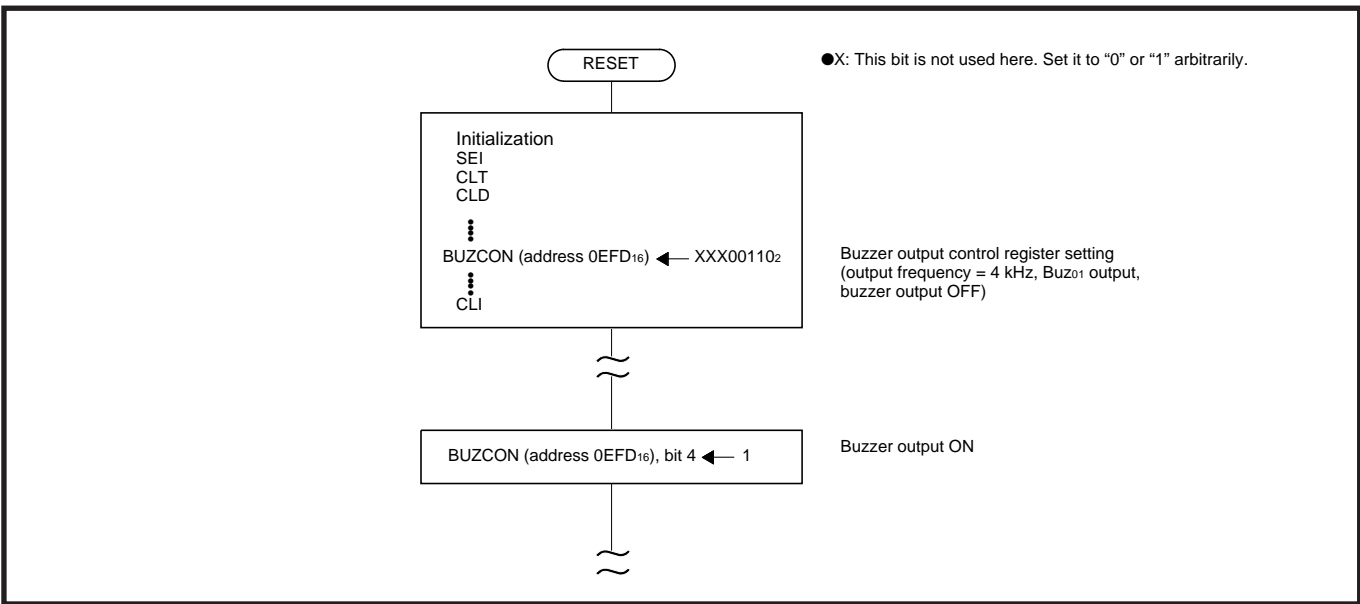 RESET
●X: This bit is not used here. Set it to “0” or “1” arbitrarily.
Initialization
SEI
CLT
CLD
BUZCON (address 0EFD16) ← XXX001102
CLI
Buzzer output control register setting
(output frequency = 4 kHz, Buz01 output,
buzzer output OFF)
BUZCON (address 0EFD16), bit 4 ← 1
Buzzer output ON